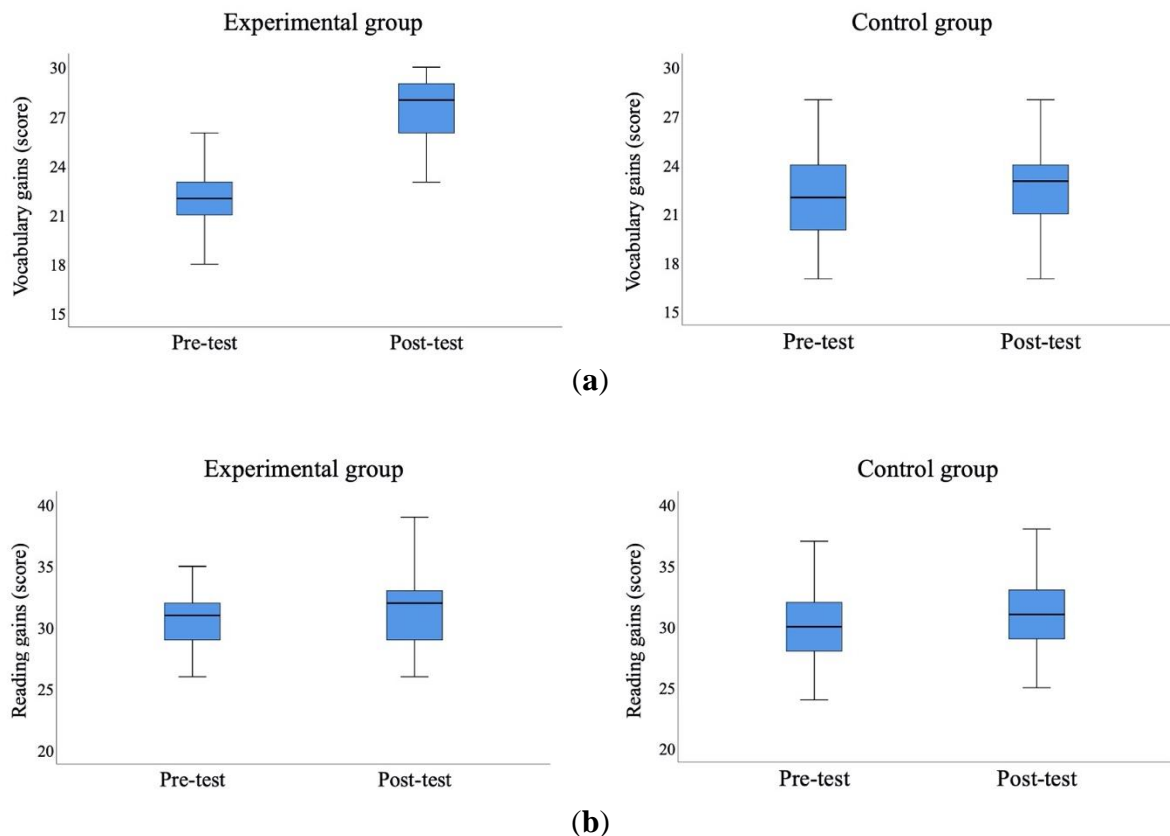 Experimental group
Control group
Vocabulary gains (score)
30
27
24
21
18
15
Pre-test
Post-test
Vocabulary gains (score)
30
27
24
21
18
15
Pre-test
Post-test
(a)
Experimental group
Control group
Reading gains (score)
40
35
30
25
20
Pre-test
Post-test
Reading gains (score)
40
35
30
25
20
Pre-test
Post-test
(b)